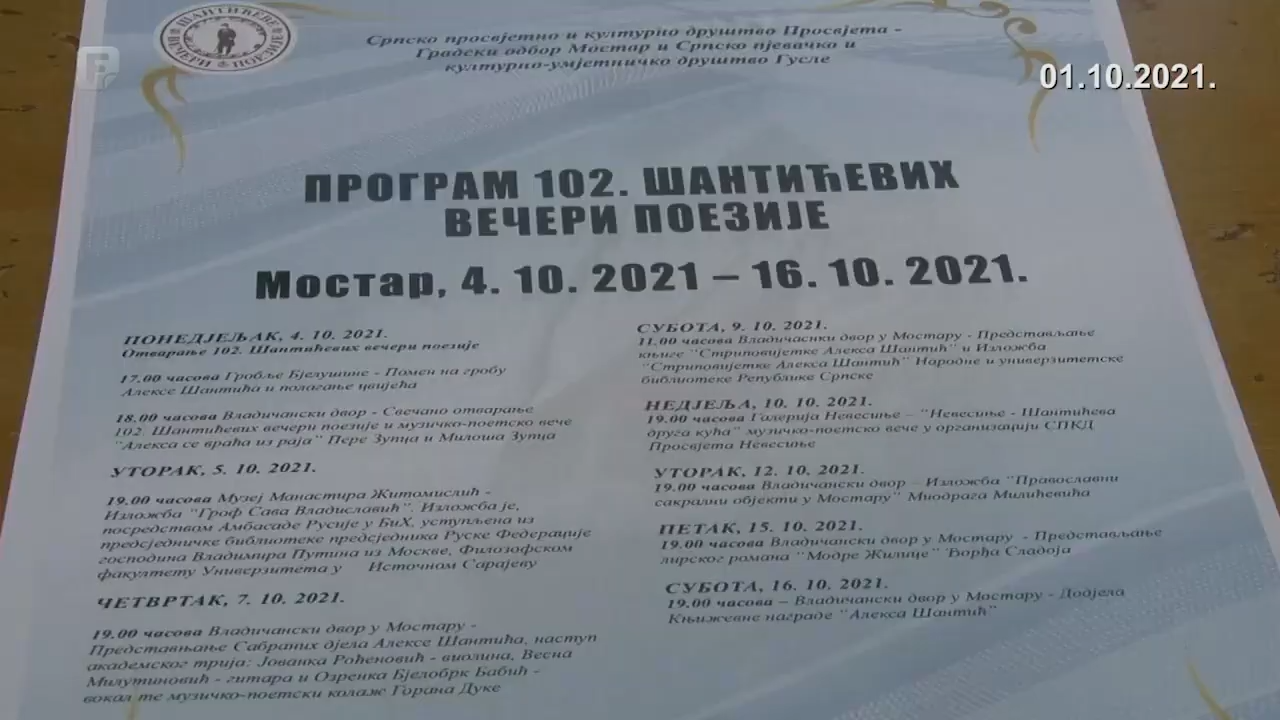 ШАНТИЋЕВЕ
ВЕЧЕРИ ПОЕЗИЈЕ
F
Српско просвјетно и културно друштво Просвјета -
Градски одбор Мостар и Српско пјевачко и
културно-умјетничко друштво Гусле
01.10.2021.
ПРОГРАМ 102. ШАНТИЋЕВИХ
ВЕЧЕРИ ПОЕЗИЈЕ
Мостар, 4. 10. 2021 – 16. 10. 2021.
ПОНЕДЈЕЉАК, 4. 10. 2021.
Отварање 102. Шантићевих вечери поезије
17.00 часова Гробље Бјелушине - Помен на гробу
Алексе Шантића и полагање цвијећа
18.00 часова Владичански двор - Свечано отварање
102. Шантићевих вечери поезије и музичко-поетско вече
"Алекса се враћа из раја" Пере Зупца и Милоша Зупца
УТОРАК, 5. 10. 2021.
19.00 часова Музеј Манастира Житомислић -
Изложба "Гроф Сава Владиславић". Изложба је,
посредством Амбасаде Русије у БиХ, уступљена из
предсједничке библиотеке предсједника Руске Федерације
господина Владимира Путина из Москве, Филозофском
факултету Универзитета у Источном Сарајеву
ЧЕТВРТАК, 7. 10. 2021.
19.00 часова Владичански двор у Мостару -
Представљање Сабраних дјела Алексе Шантића, наступ
академског трија: Јованка Роћеновић - виолина, Весна
Милутиновић - гитара и Озренка Бјелобрк Бабић -
вокал те музичко-поетски колаж Горана Дуке
СУБОТА, 9. 10. 2021.
11.00 часова Владичаснки двор у Мостару - Представљање
књиге "Стриповијетке Алекса Шантић" и Изложба
"Стриповијетке Алекса Шантић" Народне и универзитетске
библиотеке Републике Српске
НЕДЈЕЉА, 10. 10. 2021.
19.00 часова Галерија Невесиње – "Невесиње - Шантићева
друга кућа" музичко-поетско вече у организацији СПКД
Просвјета Невесиње
УТОРАК, 12. 10. 2021.
19.00 часова Владичански двор – Изложба "Православни
сакрални објекти у Мостару" Миодрага Милићевића
ПЕТАК, 15. 10. 2021.
19.00 часова Владичански двор у Мостару - Представљање
лирског романа "Модре Жилице" Ђорђа Сладоја
СУБОТА, 16. 10. 2021.
19.00 часова – Владичански двор у Мостару - Додјела
Књижевне награде "Алекса Шантић"